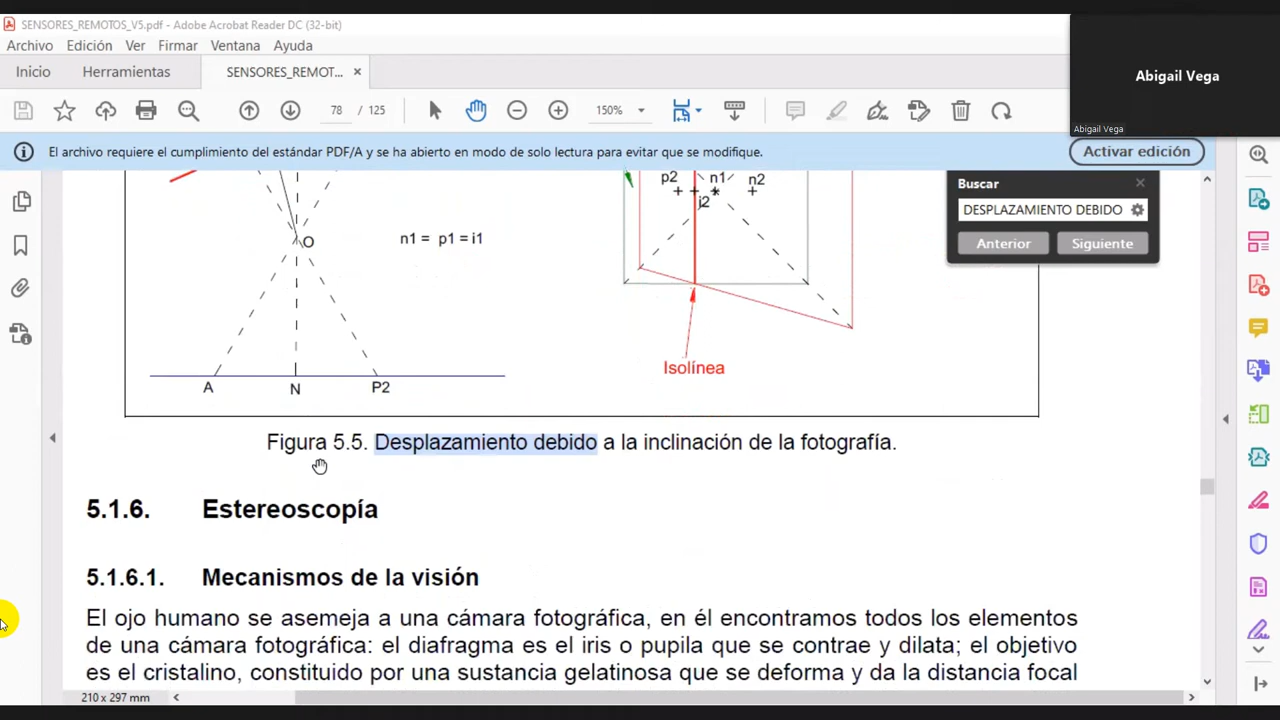 SENSORES_REMOTOS_V5.pdf - Adobe Acrobat Reader DC (32-bit)
Archivo Edición Ver Firmar Ventana Ayuda
Inicio Herramientas SENSORES_REMOT... ×
78 / 125 150%
Abigail Vega
Abigail Vega
El archivo requiere el cumplimiento del estándar PDF/A y se ha abierto en modo de solo lectura para evitar que se modifique. Activar edición
Buscar
DESPLAZAMIENTO DEBIDO
Anterior Siguiente
p2 n1 n2
j2
O n1 = p1 = i1
Isolínea
A N P2
Figura 5.5. Desplazamiento debido a la inclinación de la fotografía.
5.1.6. Estereoscopía
5.1.6.1. Mecanismos de la visión
El ojo humano se asemeja a una cámara fotográfica, en él encontramos todos los elementos
de una cámara fotográfica: el diafragma es el iris o pupila que se contrae y dilata; el objetivo
es el cristalino, constituido por una sustancia gelatinosa que se deforma y da la distancia focal
210 x 297 mm